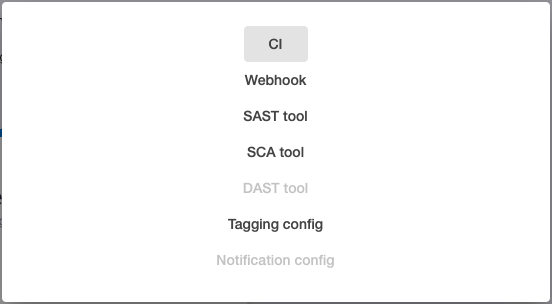 CI
Webhook
SAST tool
SCA tool
DAST tool
Tagging config
Notification config